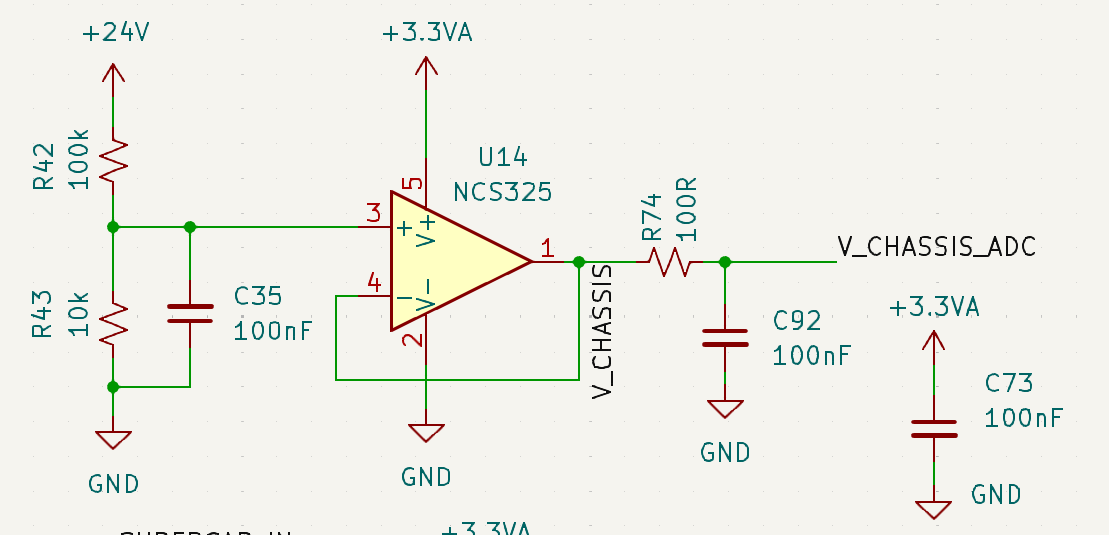 +24V
+3.3VA
R42
100k
U14
NCS325
5
3
+
V+
1
4
−
V−
2
R43
10k
C35
100nF
V_CHASSIS
R74
100R
V_CHASSIS_ADC
C92
100nF
+3.3VA
C73
100nF
GND
GND
GND
GND
+3.3VA